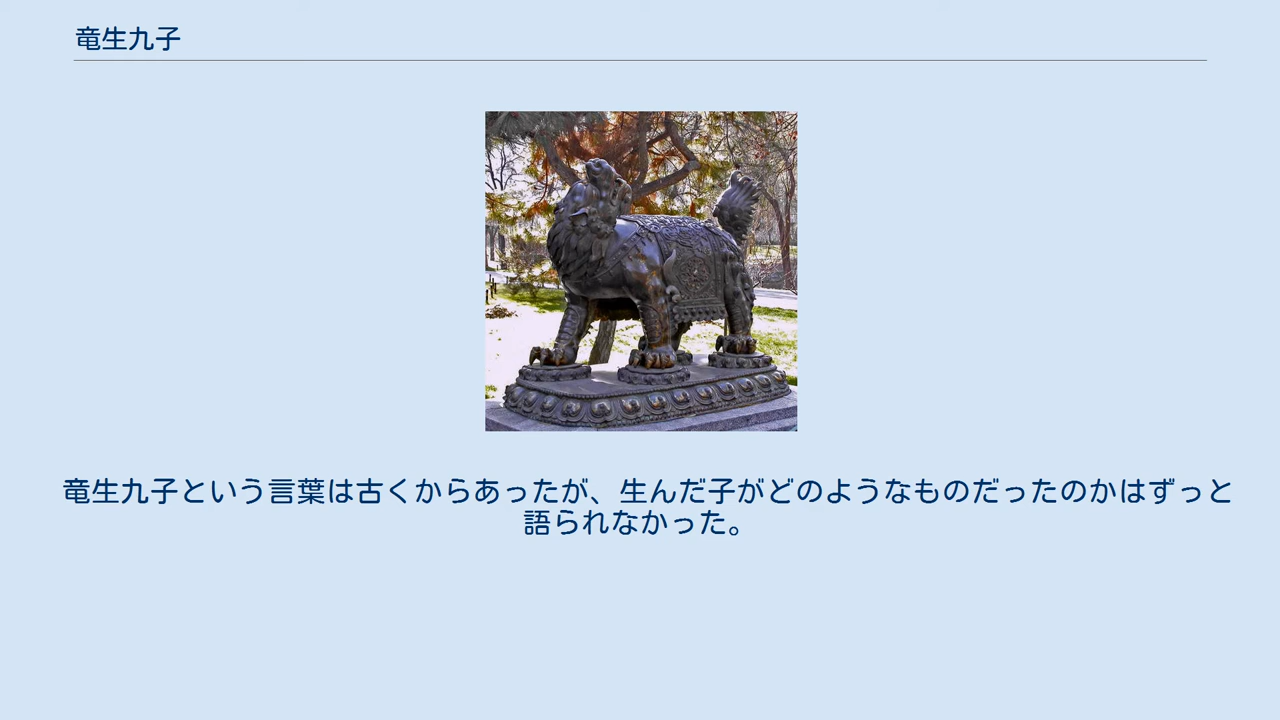 竜生九子
竜生九子という言葉は古くからあったが、生んだ子がどのようなものだったのかはずっと
語られなかった。